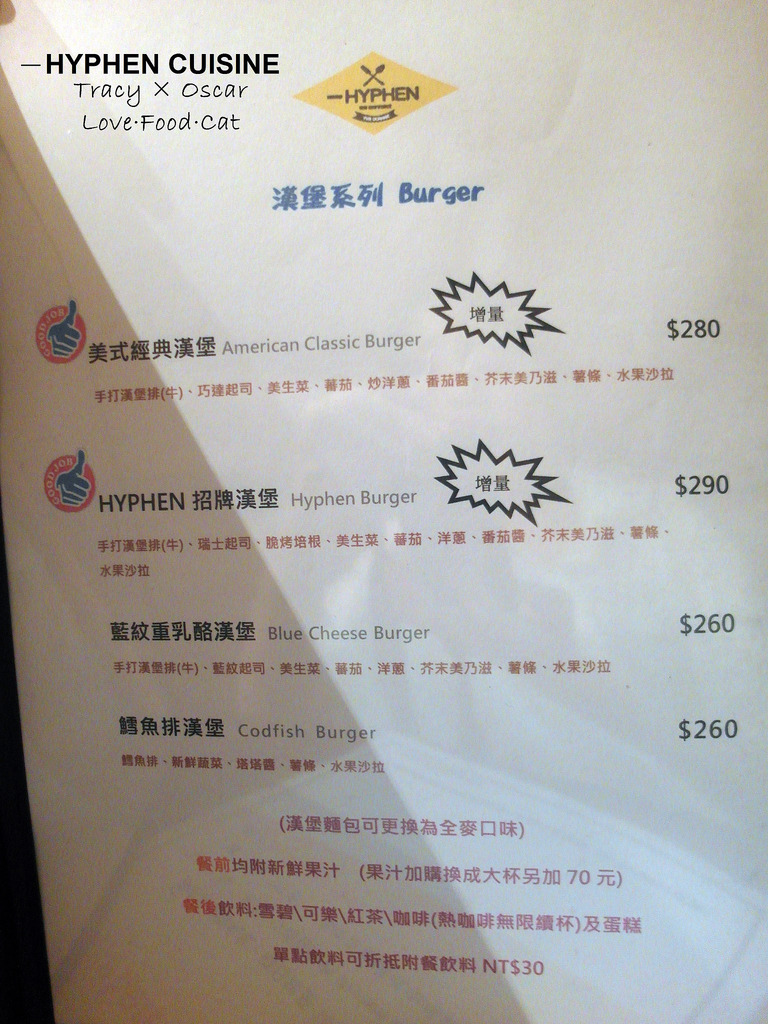 —HYPHEN CUISINE
Tracy × Oscar
Love·Food·Cat
—HYPHEN
漢堡系列 Burger
增量
GOOD JOB
美式經典漢堡 American Classic Burger $280
手打漢堡排(牛)、巧達起司、美生菜、蕃茄、炒洋蔥、番茄醬、芥末美乃滋、薯條、水果沙拉
增量
GOOD JOB
HYPHEN 招牌漢堡 Hyphen Burger $290
手打漢堡排(牛)、瑞士起司、脆烤培根、美生菜、蕃茄、洋蔥、番茄醬、芥末美乃滋、薯條、
水果沙拉
藍紋重乳酪漢堡 Blue Cheese Burger $260
手打漢堡排(牛)、藍紋起司、美生菜、蕃茄、洋蔥、芥末美乃滋、薯條、水果沙拉
鱈魚排漢堡 Codfish Burger $260
鱈魚排、新鮮蔬菜、塔塔醬、薯條、水果沙拉
(漢堡麵包可更換為全麥口味)
餐前均附新鮮果汁 (果汁加購換成大杯另加 70 元)
餐後飲料:雪碧\可樂\紅茶\咖啡(熱咖啡無限續杯)及蛋糕
單點飲料可折抵附餐飲料 NT$30